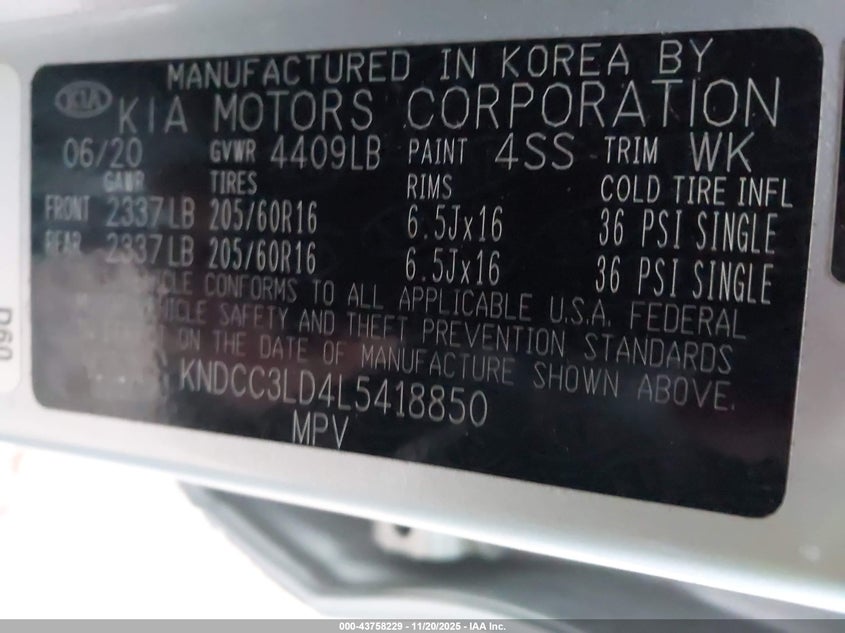 MANUFACTURED IN KOREA BY
KIA KIA MOTORS CORPORATION
06/20 GVWR 4409LB PAINT 4SS TRIM WK
GAWR TIRES RIMS COLD TIRE INFL
FRONT 2337LB 205/60R16 6.5Jx16 36 PSI SINGLE
REAR 2337LB 205/60R16 6.5Jx16 36 PSI SINGLE
VEHICLE CONFORMS TO ALL APPLICABLE U.S.A. FEDERAL
VEHICLE SAFETY AND THEFT PREVENTION STANDARDS
ON THE DATE OF MANUFACTURE SHOWN ABOVE.
KNDCC3LD4L5418850
MPV
D60
000-43758229 - 11/20/2025 - IAA Inc.